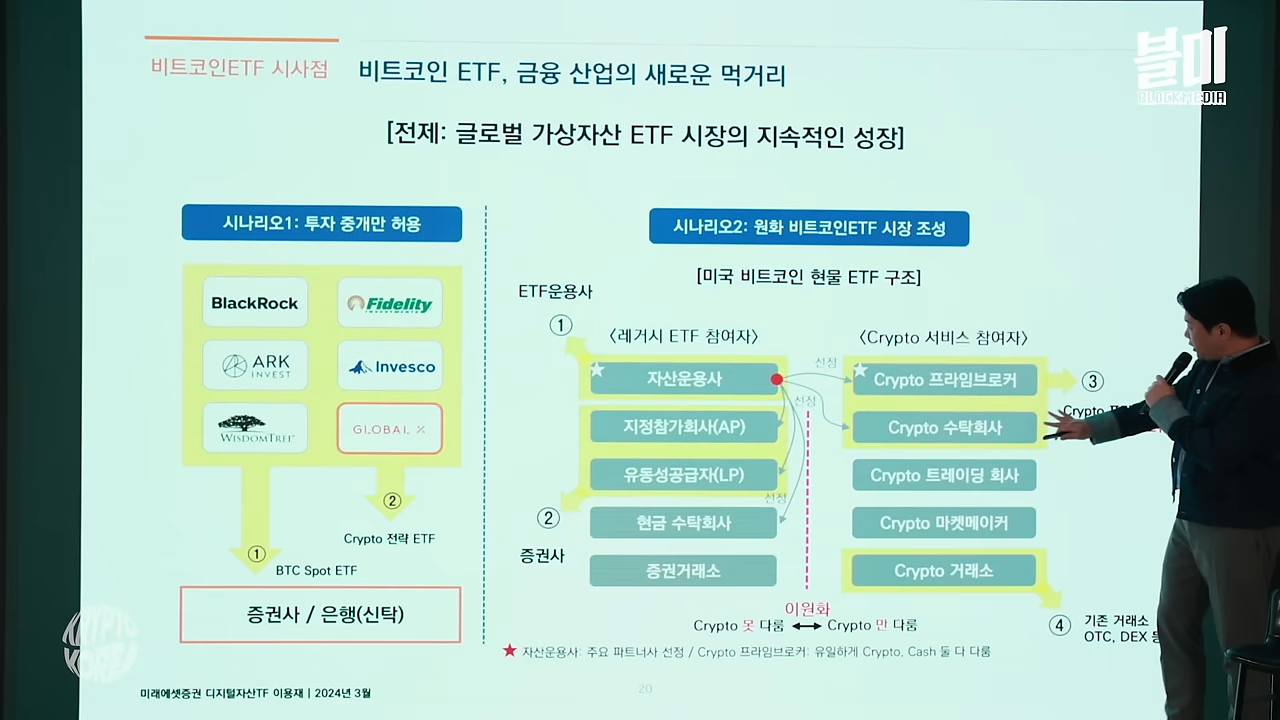 비트코인ETF 시사점
비트코인 ETF, 금융 산업의 새로운 먹거리
블미
BLOCKMEDIA
[전제: 글로벌 가상자산 ETF 시장의 지속적인 성장]
시나리오1: 투자 중개만 허용
BlackRock
Fidelity
INVESTMENTS
ARK
INVEST
Invesco
WISDOMTREE
GLOBAL X
②
Crypto 전략 ETF
①
BTC Spot ETF
증권사 / 은행(신탁)
시나리오2: 원화 비트코인ETF 시장 조성
[미국 비트코인 현물 ETF 구조]
ETF운용사
①
<레거시 ETF 참여자>
자산운용사
지정참가회사(AP)
유동성공급자(LP)
현금 수탁회사
증권거래소
②
증권사
선정
선정
선정
<Crypto 서비스 참여자>
Crypto 프라임브로커
Crypto 수탁회사
Crypto 트레이딩 회사
Crypto 마켓메이커
Crypto 거래소
③
Crypto
④
기존 거래소
OTC, DEX
이원화
Crypto 못 다룸 ↔ Crypto 만 다룸
★ 자산운용사: 주요 파트너사 선정 / Crypto 프라임브로커: 유일하게 Crypto, Cash 둘 다 다룸
KRYPTO
KOREA
미래에셋증권 디지털자산TF 이용재 | 2024년 3월
20